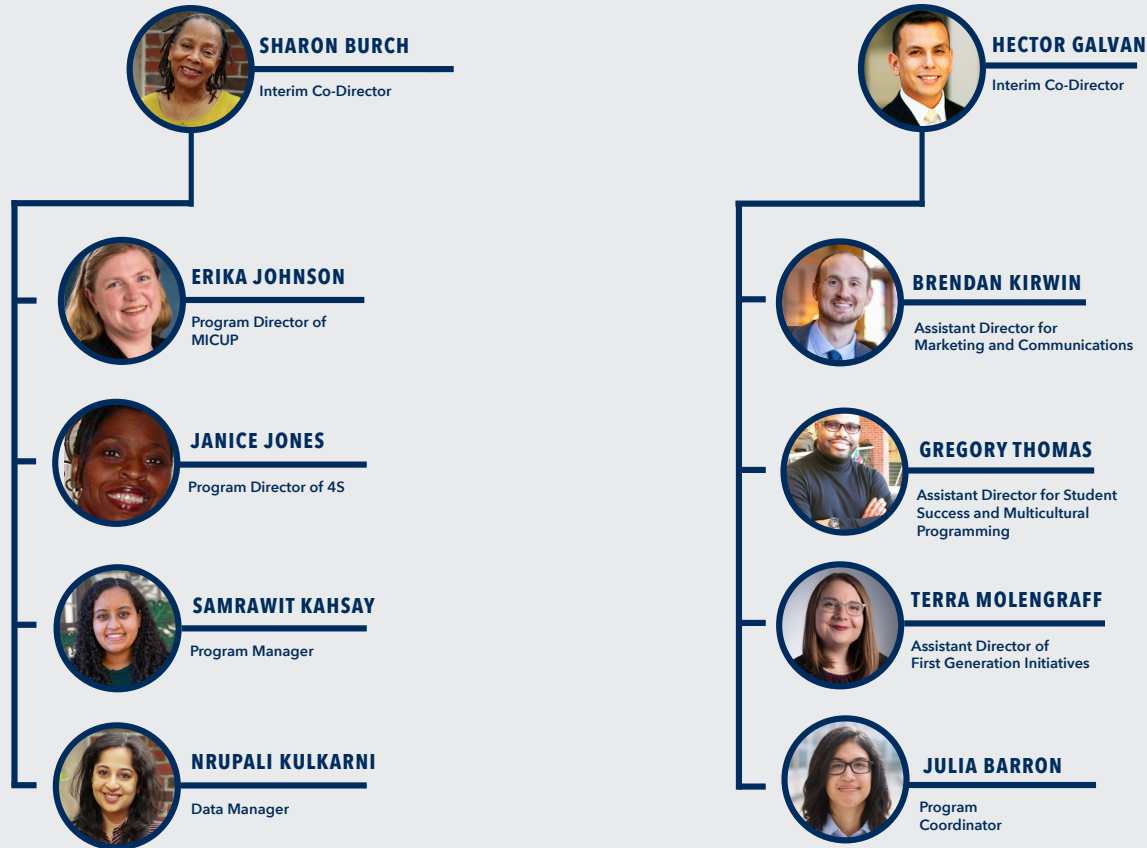 SHARON BURCH
Interim Co-Director
ERIKA JOHNSON
Program Director of
MICUP
JANICE JONES
Program Director of 4S
SAMRAWIT KAHSAY
Program Manager
NRUPALI KULKARNI
Data Manager
HECTOR GALVAN
Interim Co-Director
BRENDAN KIRWIN
Assistant Director for
Marketing and Communications
GREGORY THOMAS
Assistant Director for Student
Success and Multicultural
Programming
TERRA MOLENGRAFF
Assistant Director of
First Generation Initiatives
JULIA BARRON
Program
Coordinator